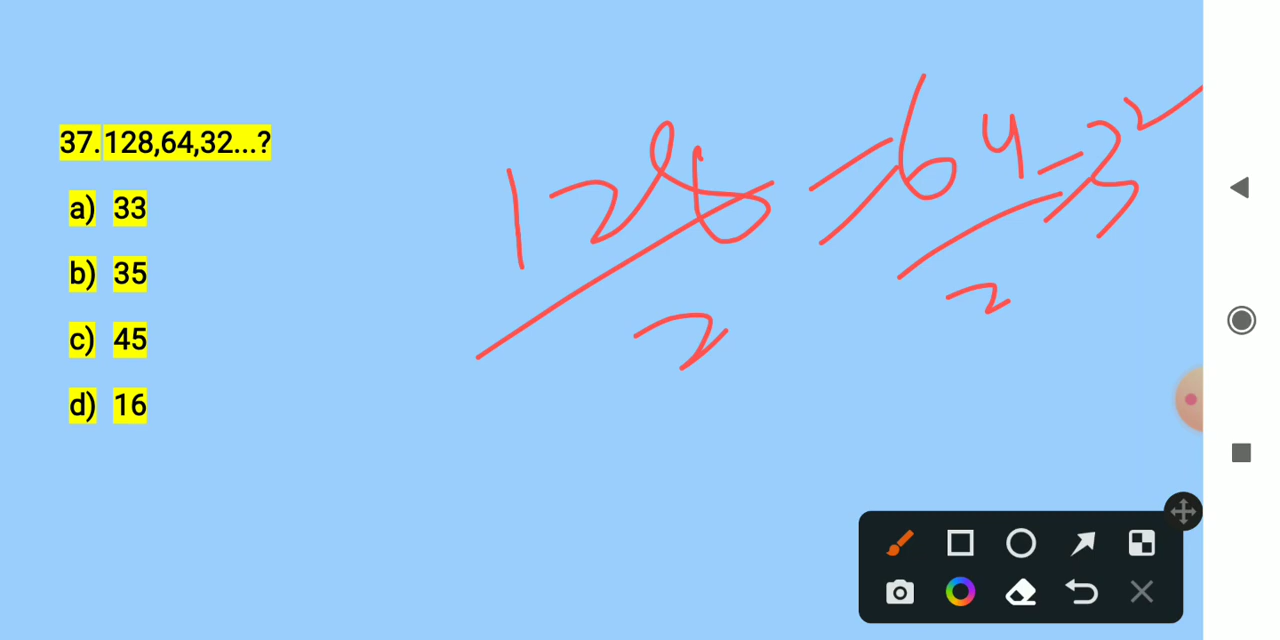 37. 128,64,32...?
a) 33
b) 35
c) 45
d) 16
128 = 64 = 32
2 2